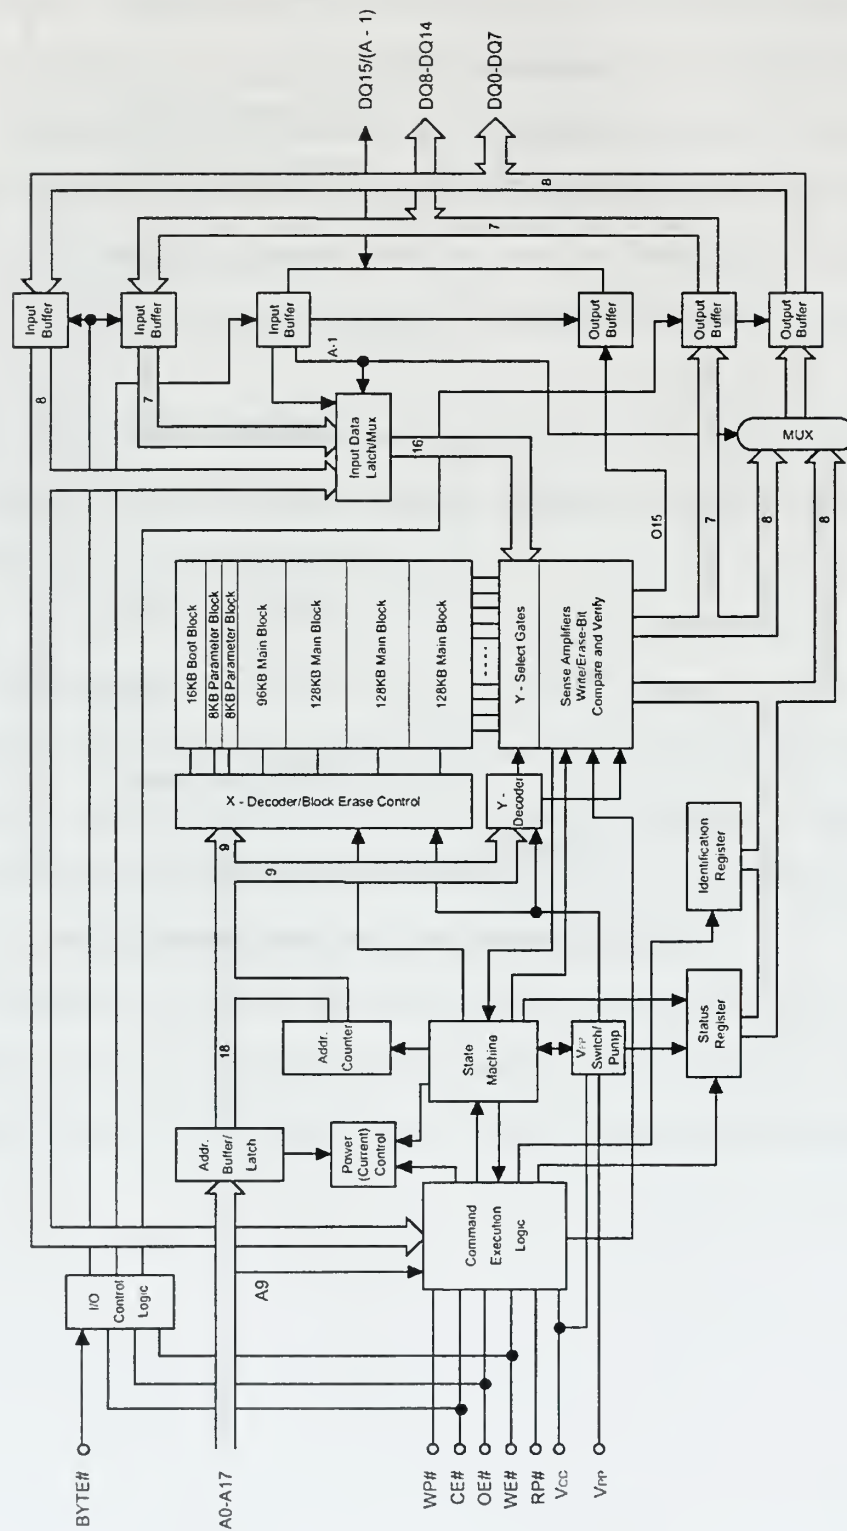 BYTE#
A0-A17
WP#
CE#
OE#
WE#
RP#
VCC
VPP
I/O
Control
Logic
A9
Addr.
Buffer/
Latch
18
Power
(Current)
Control
Command
Execution
Logic
Addr.
Counter
State
Machine
VPP
Switch/
Pump
Status
Register
Identification
Register
9
9
X - Decoder/Block Erase Control
Y -
Decoder
16KB Boot Block
8KB Parameter Block
8KB Parameter Block
96KB Main Block
128KB Main Block
128KB Main Block
128KB Main Block
Y - Select Gates
Sense Amplifiers
Write/Erase-Bit
Compare and Verify
8
7
Input Data
Latch/Mux
16
A-1
O15
7
8
8
MUX
Input
Buffer
Input
Buffer
Input
Buffer
Output
Buffer
Output
Buffer
Output
Buffer
8
7
DQ15/(A - 1)
DQ8-DQ14
DQ0-DQ7